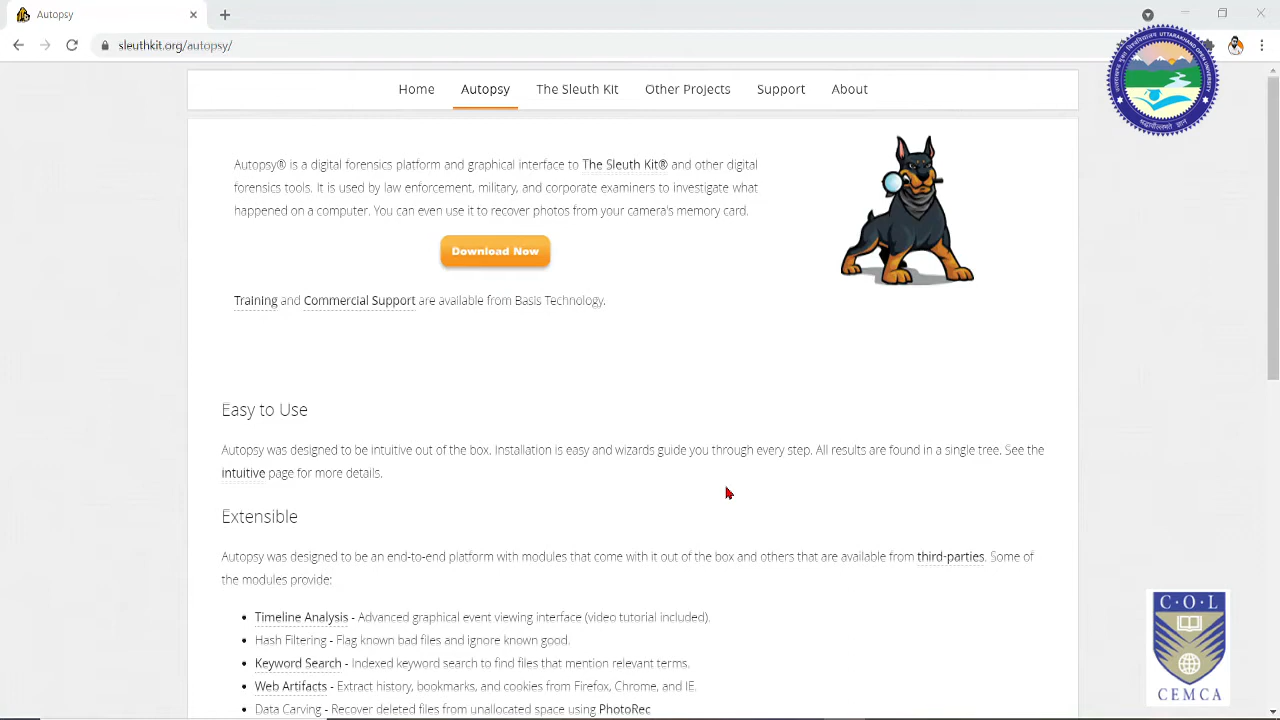 Autopsy
sleuthkit.org/autopsy/
Home Autopsy The Sleuth Kit Other Projects Support About
Autopsy® is a digital forensics platform and graphical interface to The Sleuth Kit® and other digital
forensics tools. It is used by law enforcement, military, and corporate examiners to investigate what
happened on a computer. You can even use it to recover photos from your camera's memory card.
Download Now
Training and Commercial Support are available from Basis Technology.
Easy to Use
Autopsy was designed to be intuitive out of the box. Installation is easy and wizards guide you through every step. All results are found in a single tree. See the
intuitive page for more details.
Extensible
Autopsy was designed to be an end-to-end platform with modules that come with it out of the box and others that are available from third-parties. Some of
the modules provide:
Timeline Analysis - Advanced graphical event viewing interface (video tutorial included).
Hash Filtering - Flag known bad files and ignore known good.
Keyword Search - Indexed keyword search to find files that mention relevant terms.
Web Artifacts - Extract history, bookmarks, and cookies from Firefox, Chrome, and IE.
Data Carving - Recover deleted files from unallocated space using PhotoRec
UTTARAKHAND OPEN UNIVERSITY
C·O·L
CEMCA